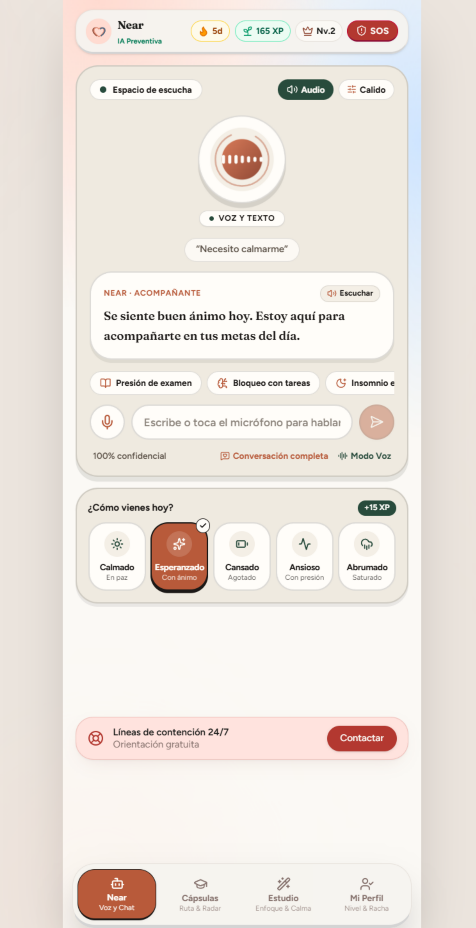 Near
IA Preventiva
5d
165 XP
Nv.2
SOS
Espacio de escucha
Audio
Calido
VOZ Y TEXTO
“Necesito calmarme”
NEAR · ACOMPAÑANTE
Escuchar
Se siente buen ánimo hoy. Estoy aquí para
acompañarte en tus metas del día.
Presión de examen
Bloqueo con tareas
Insomnio e
Escribe o toca el micrófono para hablar
100% confidencial
Conversación completa
Modo Voz
¿Cómo vienes hoy?
+15 XP
Calmado
En paz
Esperanzado
Con ánimo
Cansado
Agotado
Ansioso
Con presión
Abrumado
Saturado
Líneas de contención 24/7
Orientación gratuita
Contactar
Near
Voz y Chat
Cápsulas
Ruta & Radar
Estudio
Enfoque & Calma
Mi Perfil
Nivel & Racha